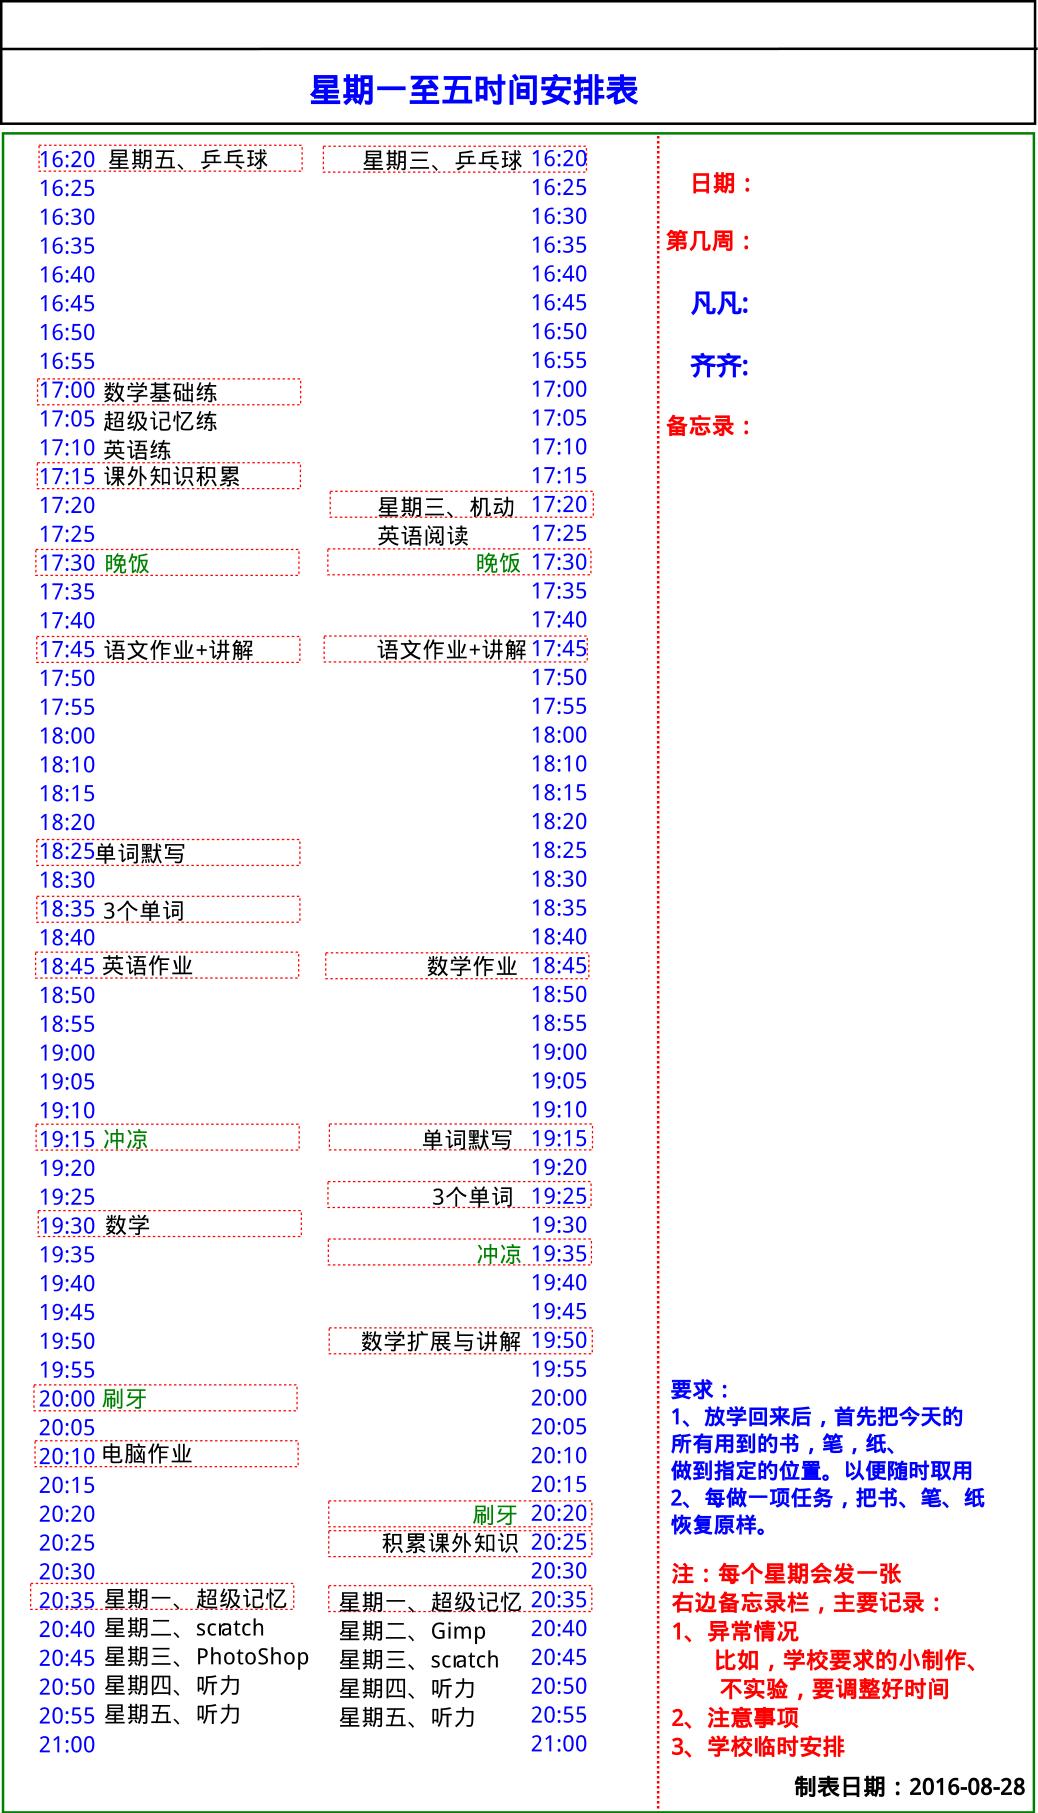 星期一至五时间安排表
16:20 星期五、乒乓球 星期三、乒乓球 16:20
16:25 16:25
16:30 16:30
16:35 16:35
16:40 16:40
16:45 16:45
16:50 16:50
16:55 16:55
17:00 数学基础练 17:00
17:05 超级记忆练 17:05
17:10 英语练 17:10
17:15 课外知识积累 17:15
17:20 星期三、机动 17:20
17:25 英语阅读 17:25
17:30 晚饭 晚饭 17:30
17:35 17:35
17:40 17:40
17:45 语文作业+讲解 语文作业+讲解 17:45
17:50 17:50
17:55 17:55
18:00 18:00
18:10 18:10
18:15 18:15
18:20 18:20
18:25 单词默写 18:25
18:30 18:30
18:35 3个单词 18:35
18:40 18:40
18:45 英语作业 数学作业 18:45
18:50 18:50
18:55 18:55
19:00 19:00
19:05 19:05
19:10 19:10
19:15 冲凉 单词默写 19:15
19:20 19:20
19:25 3个单词 19:25
19:30 数学 19:30
19:35 冲凉 19:35
19:40 19:40
19:45 19:45
19:50 数学扩展与讲解 19:50
19:55 19:55
20:00 刷牙 20:00
20:05 20:05
20:10 电脑作业 20:10
20:15 20:15
20:20 刷牙 20:20
20:25 积累课外知识 20:25
20:30 20:30
20:35 星期一、超级记忆 星期一、超级记忆 20:35
20:40 星期二、scratch 星期二、Gimp 20:40
20:45 星期三、PhotoShop 星期三、scratch 20:45
20:50 星期四、听力 星期四、听力 20:50
20:55 星期五、听力 星期五、听力 20:55
21:00 21:00
日期：
第几周：
凡凡:
齐齐:
备忘录：
要求：
1、放学回来后，首先把今天的
所有用到的书，笔，纸、
做到指定的位置。以便随时取用
2、每做一项任务，把书、笔、纸
恢复原样。
注：每个星期会发一张
右边备忘录栏，主要记录：
1、异常情况
比如，学校要求的小制作、
不实验，要调整好时间
2、注意事项
3、学校临时安排
制表日期：2016-08-28